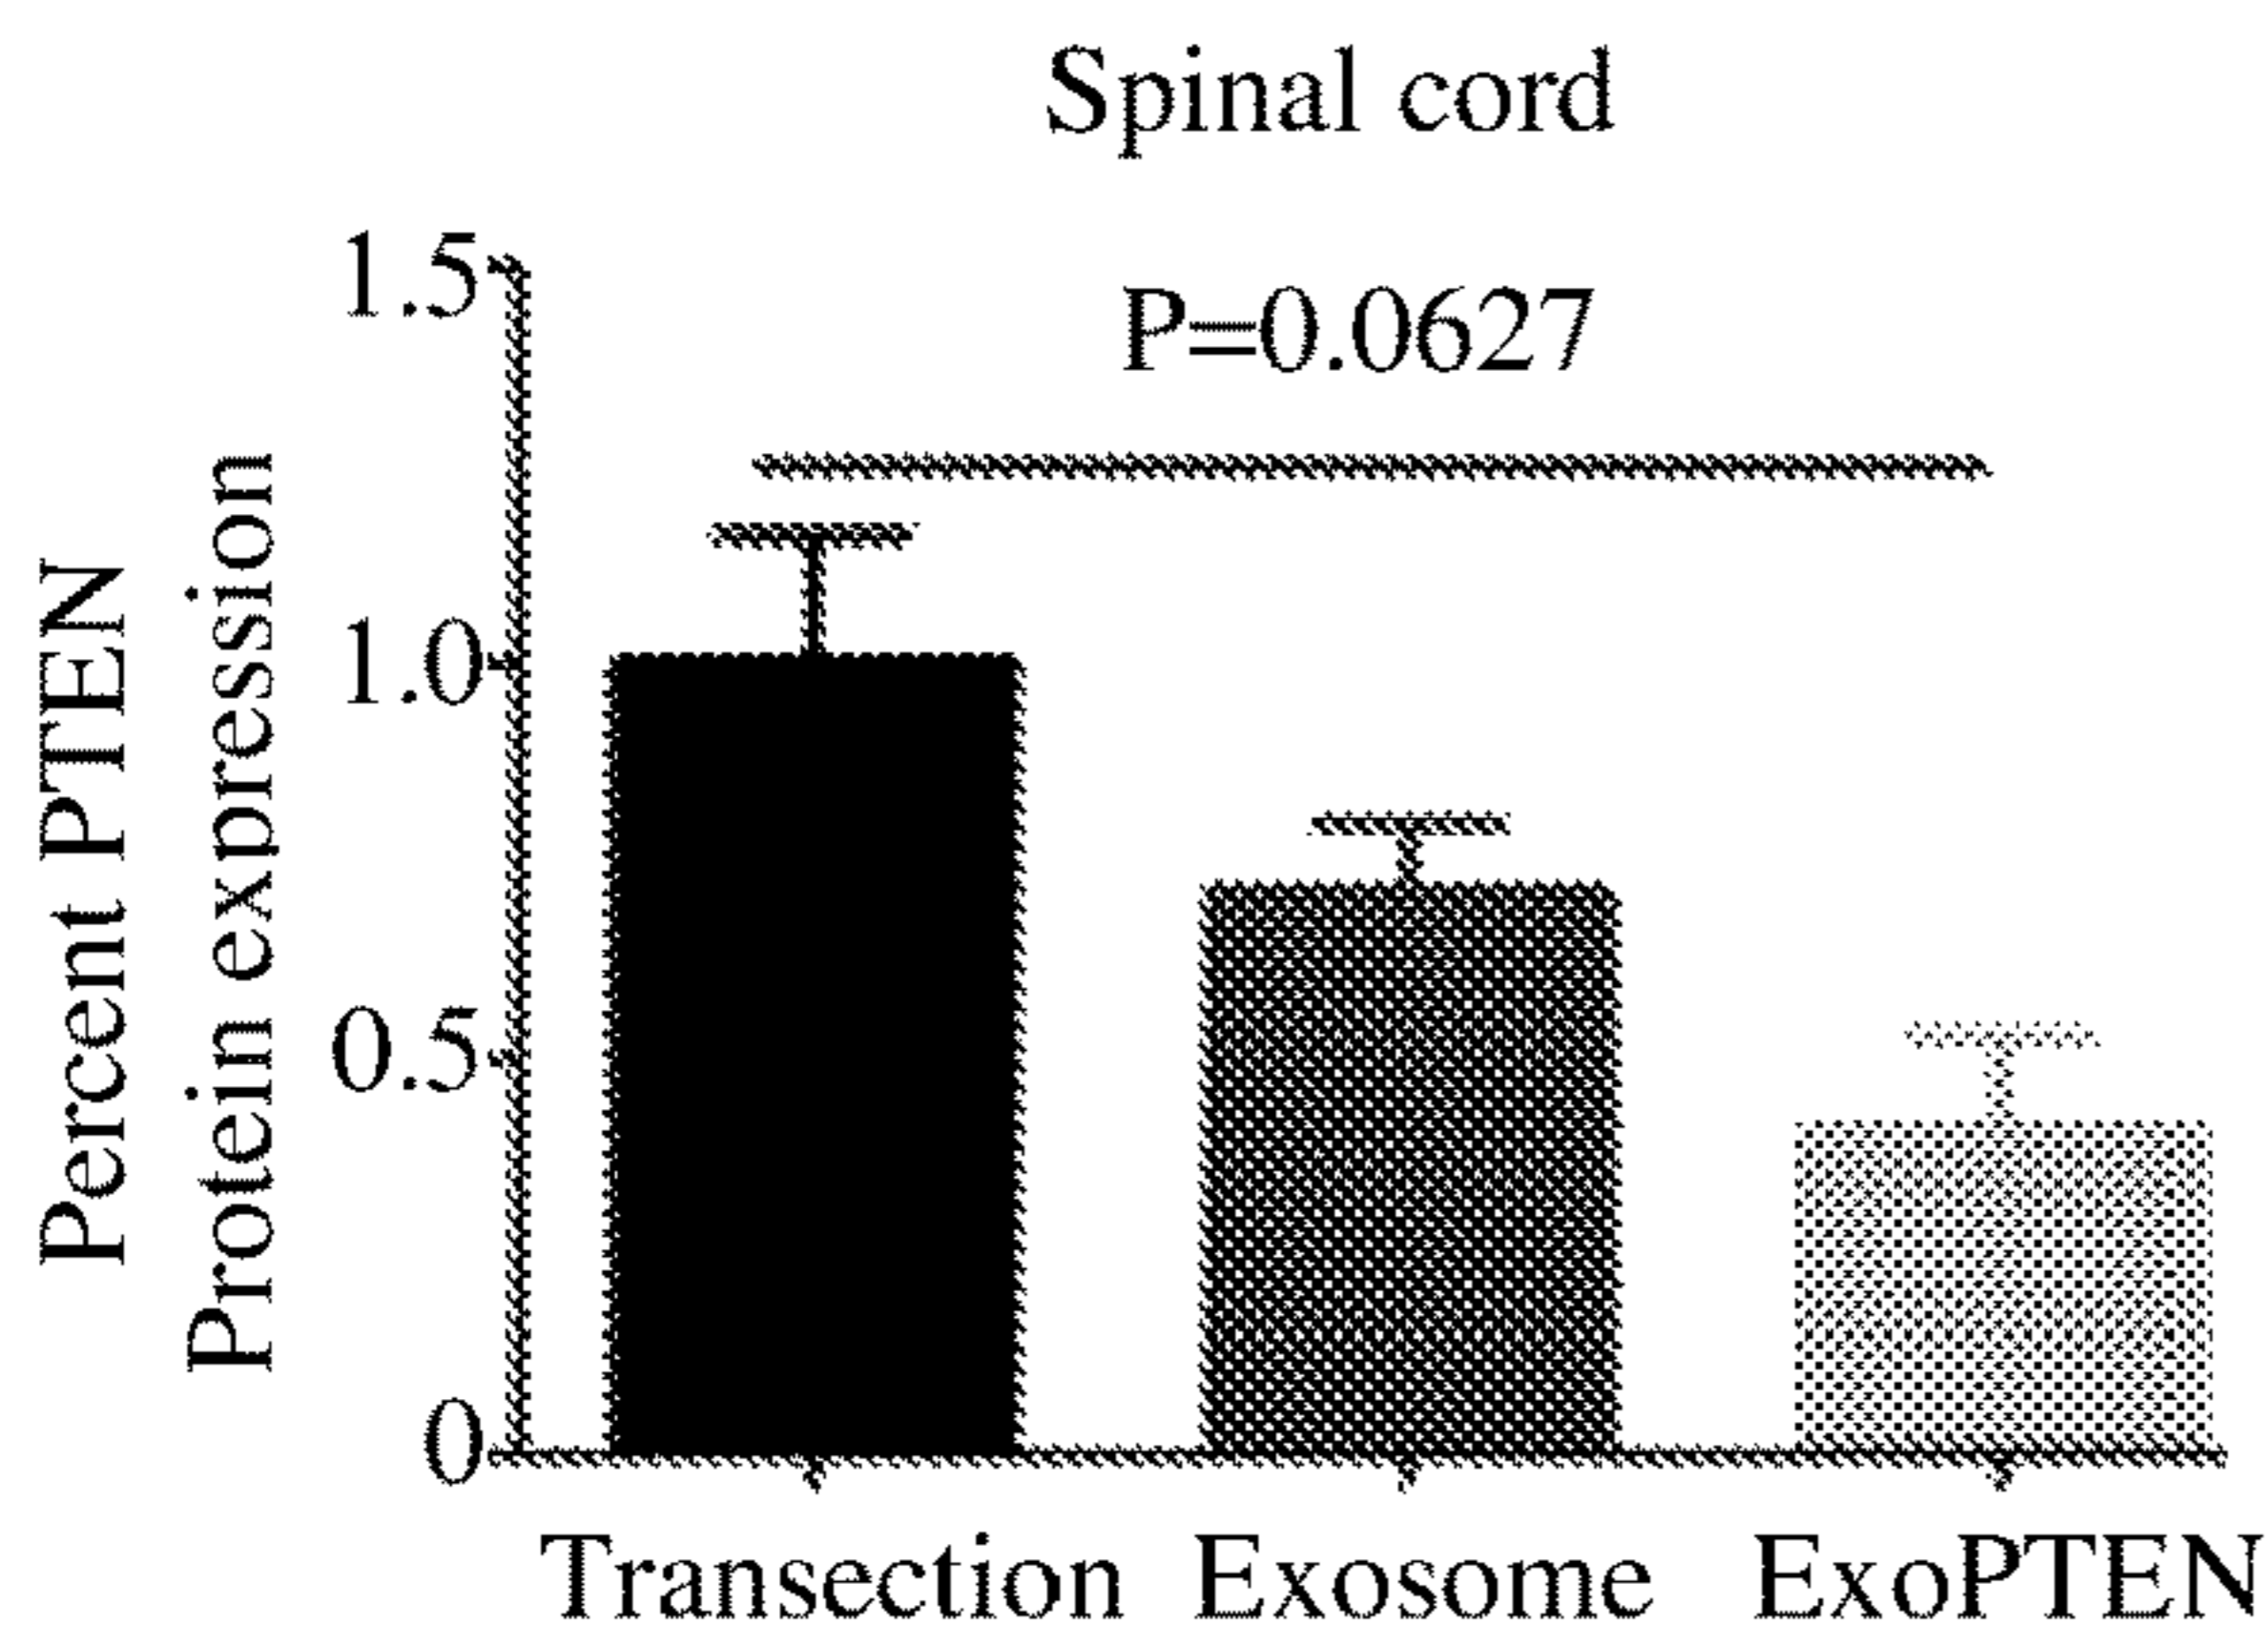 Spinal cord
P=0.0627
Percent PTEN
Protein expression
1.5
1.0
0.5
0
Transection Exosome ExoPTEN